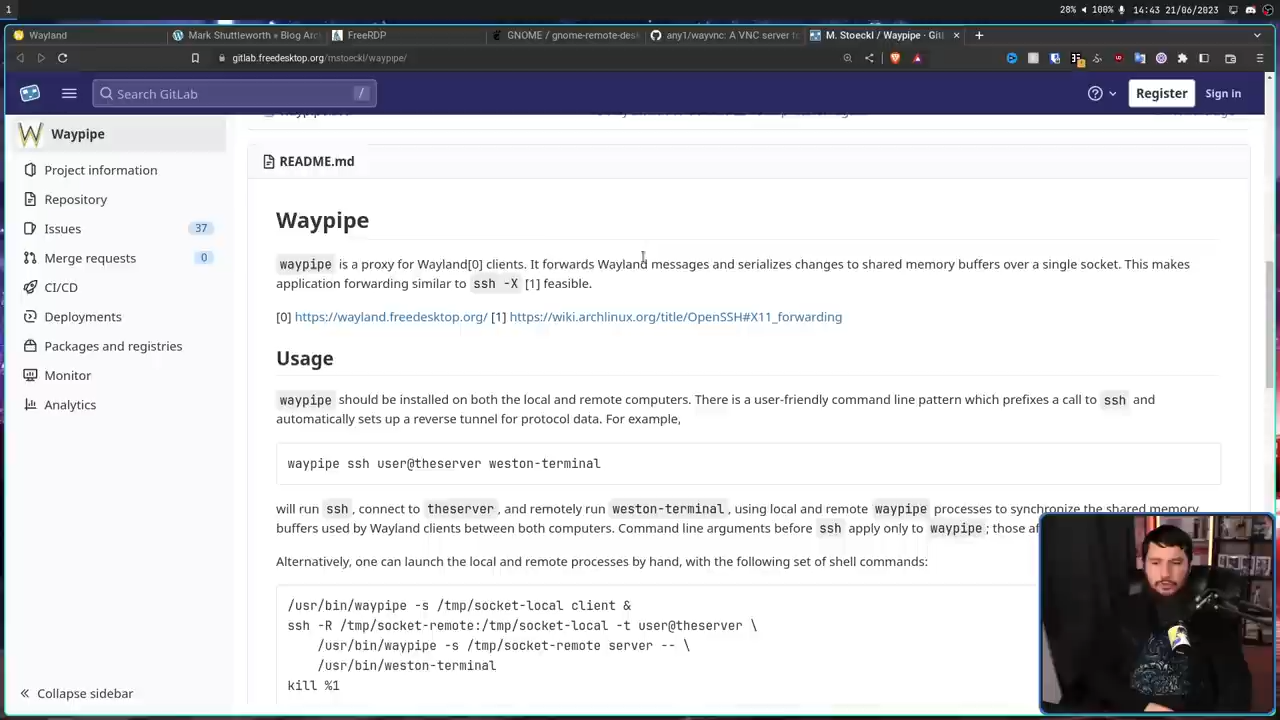 1
28% 100% 14:43 21/06/2023
Wayland
Mark Shuttleworth » Blog Arc
FreeRDP
GNOME / gnome-remote-des
any1/wayvnc: A VNC server fo
M. Stoeckl / Waypipe · Git
gitlab.freedesktop.org/mstoeckl/waypipe/
Search GitLab
/
Register
Sign in
Waypipe
Project information
Repository
Issues
37
Merge requests
0
CI/CD
Deployments
Packages and registries
Monitor
Analytics
Collapse sidebar
README.md
Waypipe
waypipe is a proxy for Wayland[0] clients. It forwards Wayland messages and serializes changes to shared memory buffers over a single socket. This makes
application forwarding similar to ssh -X [1] feasible.
[0] https://wayland.freedesktop.org/ [1] https://wiki.archlinux.org/title/OpenSSH#X11_forwarding
Usage
waypipe should be installed on both the local and remote computers. There is a user-friendly command line pattern which prefixes a call to ssh and
automatically sets up a reverse tunnel for protocol data. For example,
waypipe ssh user@theserver weston-terminal
will run ssh, connect to theserver, and remotely run weston-terminal, using local and remote waypipe processes to synchronize the shared memory
buffers used by Wayland clients between both computers. Command line arguments before ssh apply only to waypipe; those
Alternatively, one can launch the local and remote processes by hand, with the following set of shell commands:
/usr/bin/waypipe -s /tmp/socket-local client &
ssh -R /tmp/socket-remote:/tmp/socket-local -t user@theserver \
/usr/bin/waypipe -s /tmp/socket-remote server -- \
/usr/bin/weston-terminal
kill %1